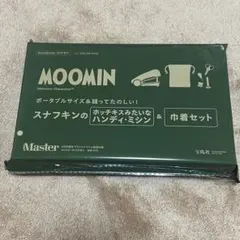 MOOMIN
ポータブルサイズ&縫ってたのしい!
スナフキンの
ホッチキスみたいな
ハンディ・ミシン
&
巾着セット
Master
宝島社